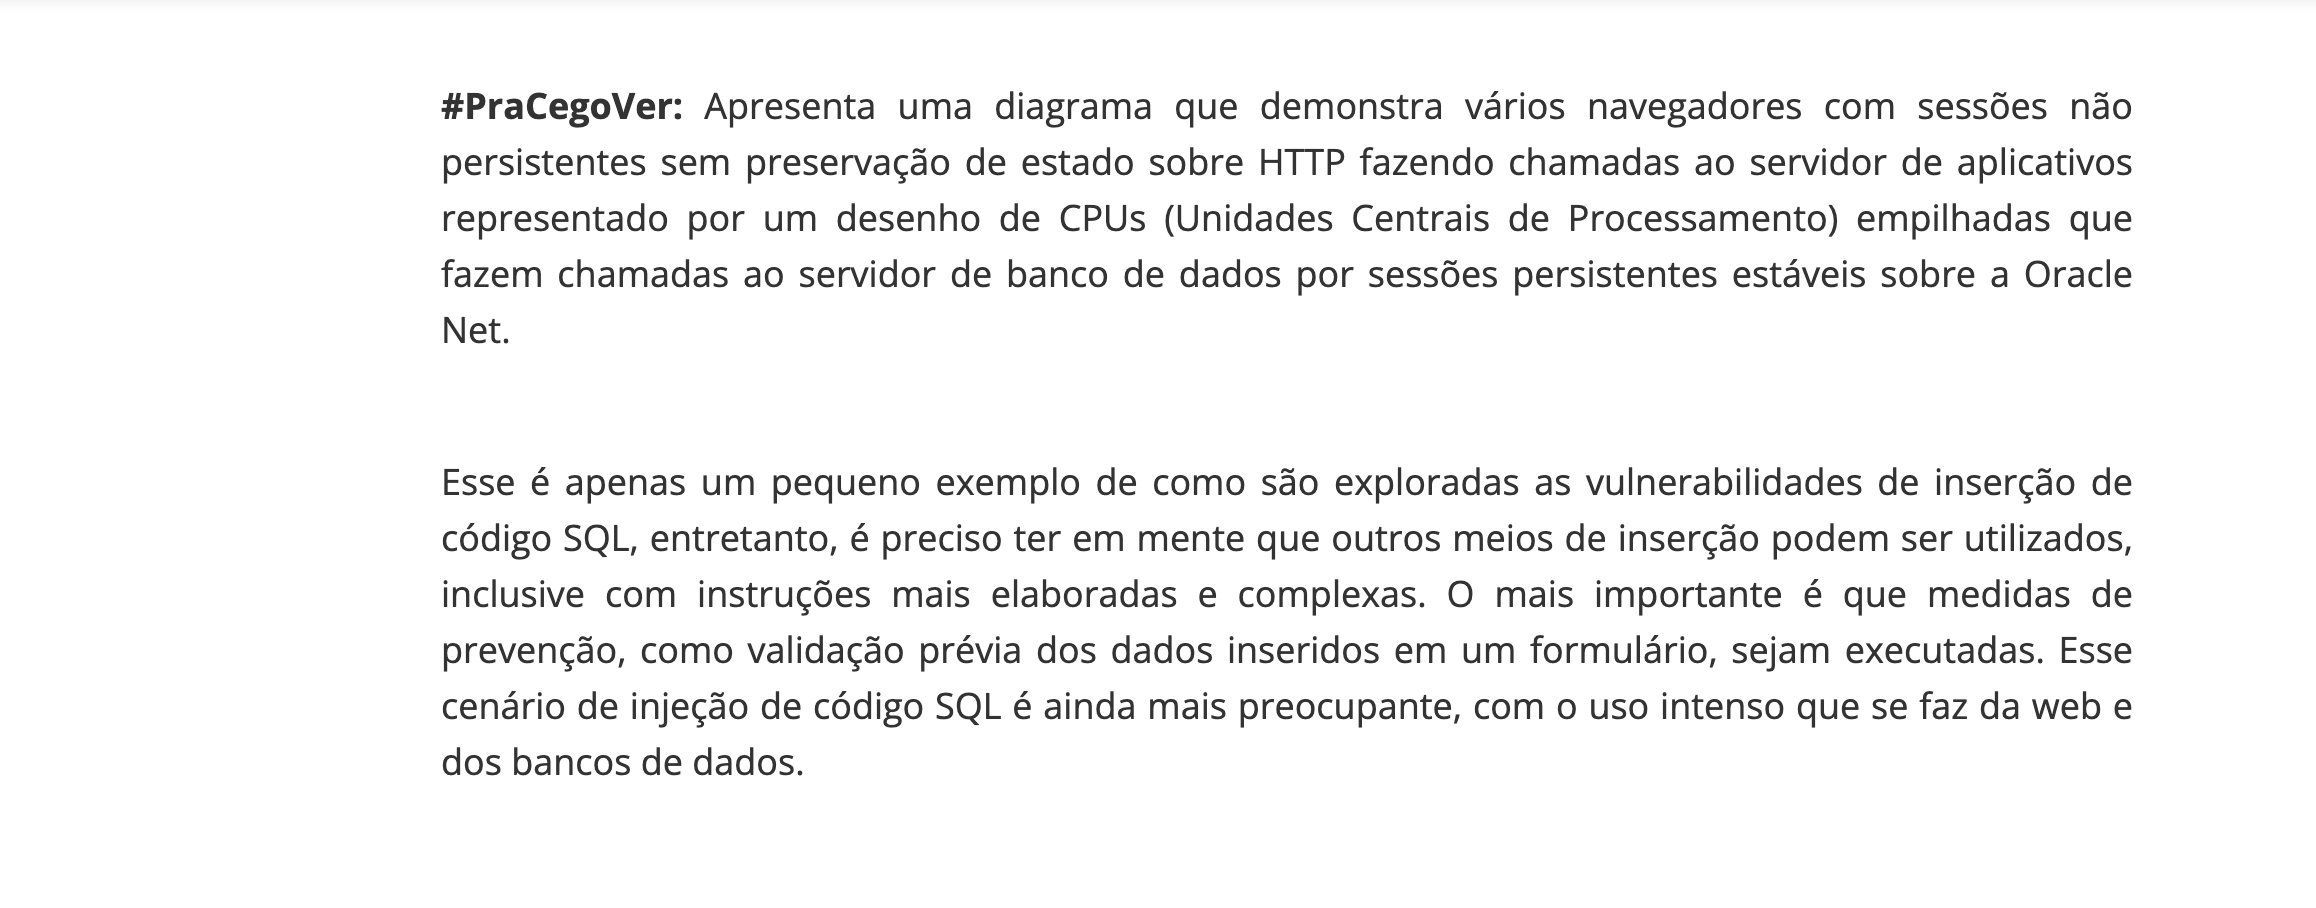 #PraCegoVer: Apresenta uma diagrama que demonstra vários navegadores com sessões não
persistentes sem preservação de estado sobre HTTP fazendo chamadas ao servidor de aplicativos
representado por um desenho de CPUs (Unidades Centrais de Processamento) empilhadas que
fazem chamadas ao servidor de banco de dados por sessões persistentes estáveis sobre a Oracle
Net.
Esse é apenas um pequeno exemplo de como são exploradas as vulnerabilidades de inserção de
código SQL, entretanto, é preciso ter em mente que outros meios de inserção podem ser utilizados,
inclusive com instruções mais elaboradas e complexas. O mais importante é que medidas de
prevenção, como validação prévia dos dados inseridos em um formulário, sejam executadas. Esse
cenário de injeção de código SQL é ainda mais preocupante, com o uso intenso que se faz da web e
dos bancos de dados.